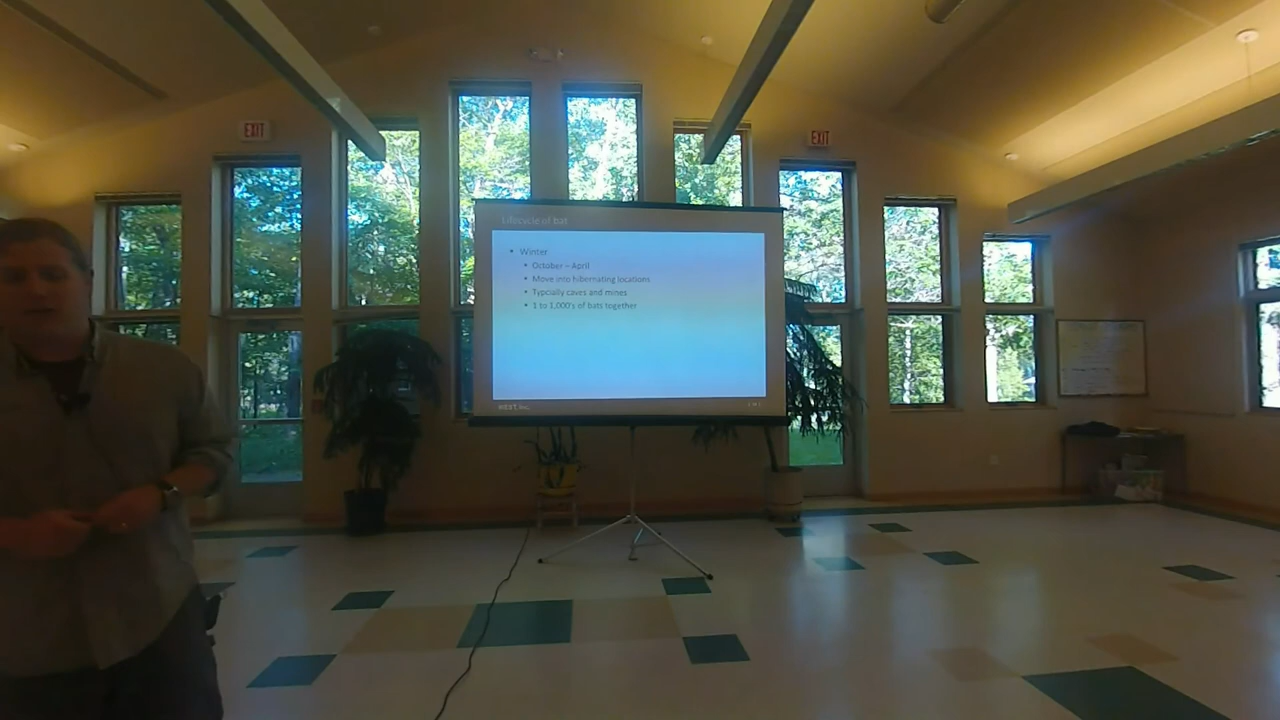 EXIT
EXIT
Lifecycle of bat
• Winter
• October – April
• Move into hibernating locations
• Typcially caves and mines
• 1 to 1,000's of bats together